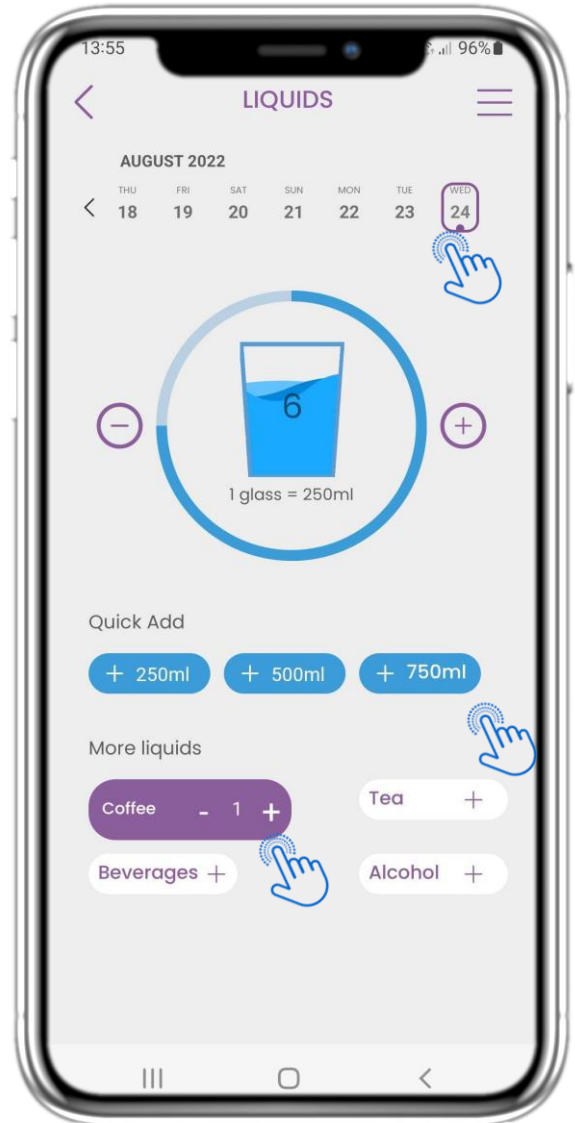 13:55 96%
LIQUIDS
AUGUST 2022
THU FRI SAT SUN MON TUE WED
18 19 20 21 22 23 24
6
1 glass = 250ml
Quick Add
+ 250ml + 500ml + 750ml
More liquids
Coffee - 1 + Tea +
Beverages + Alcohol +